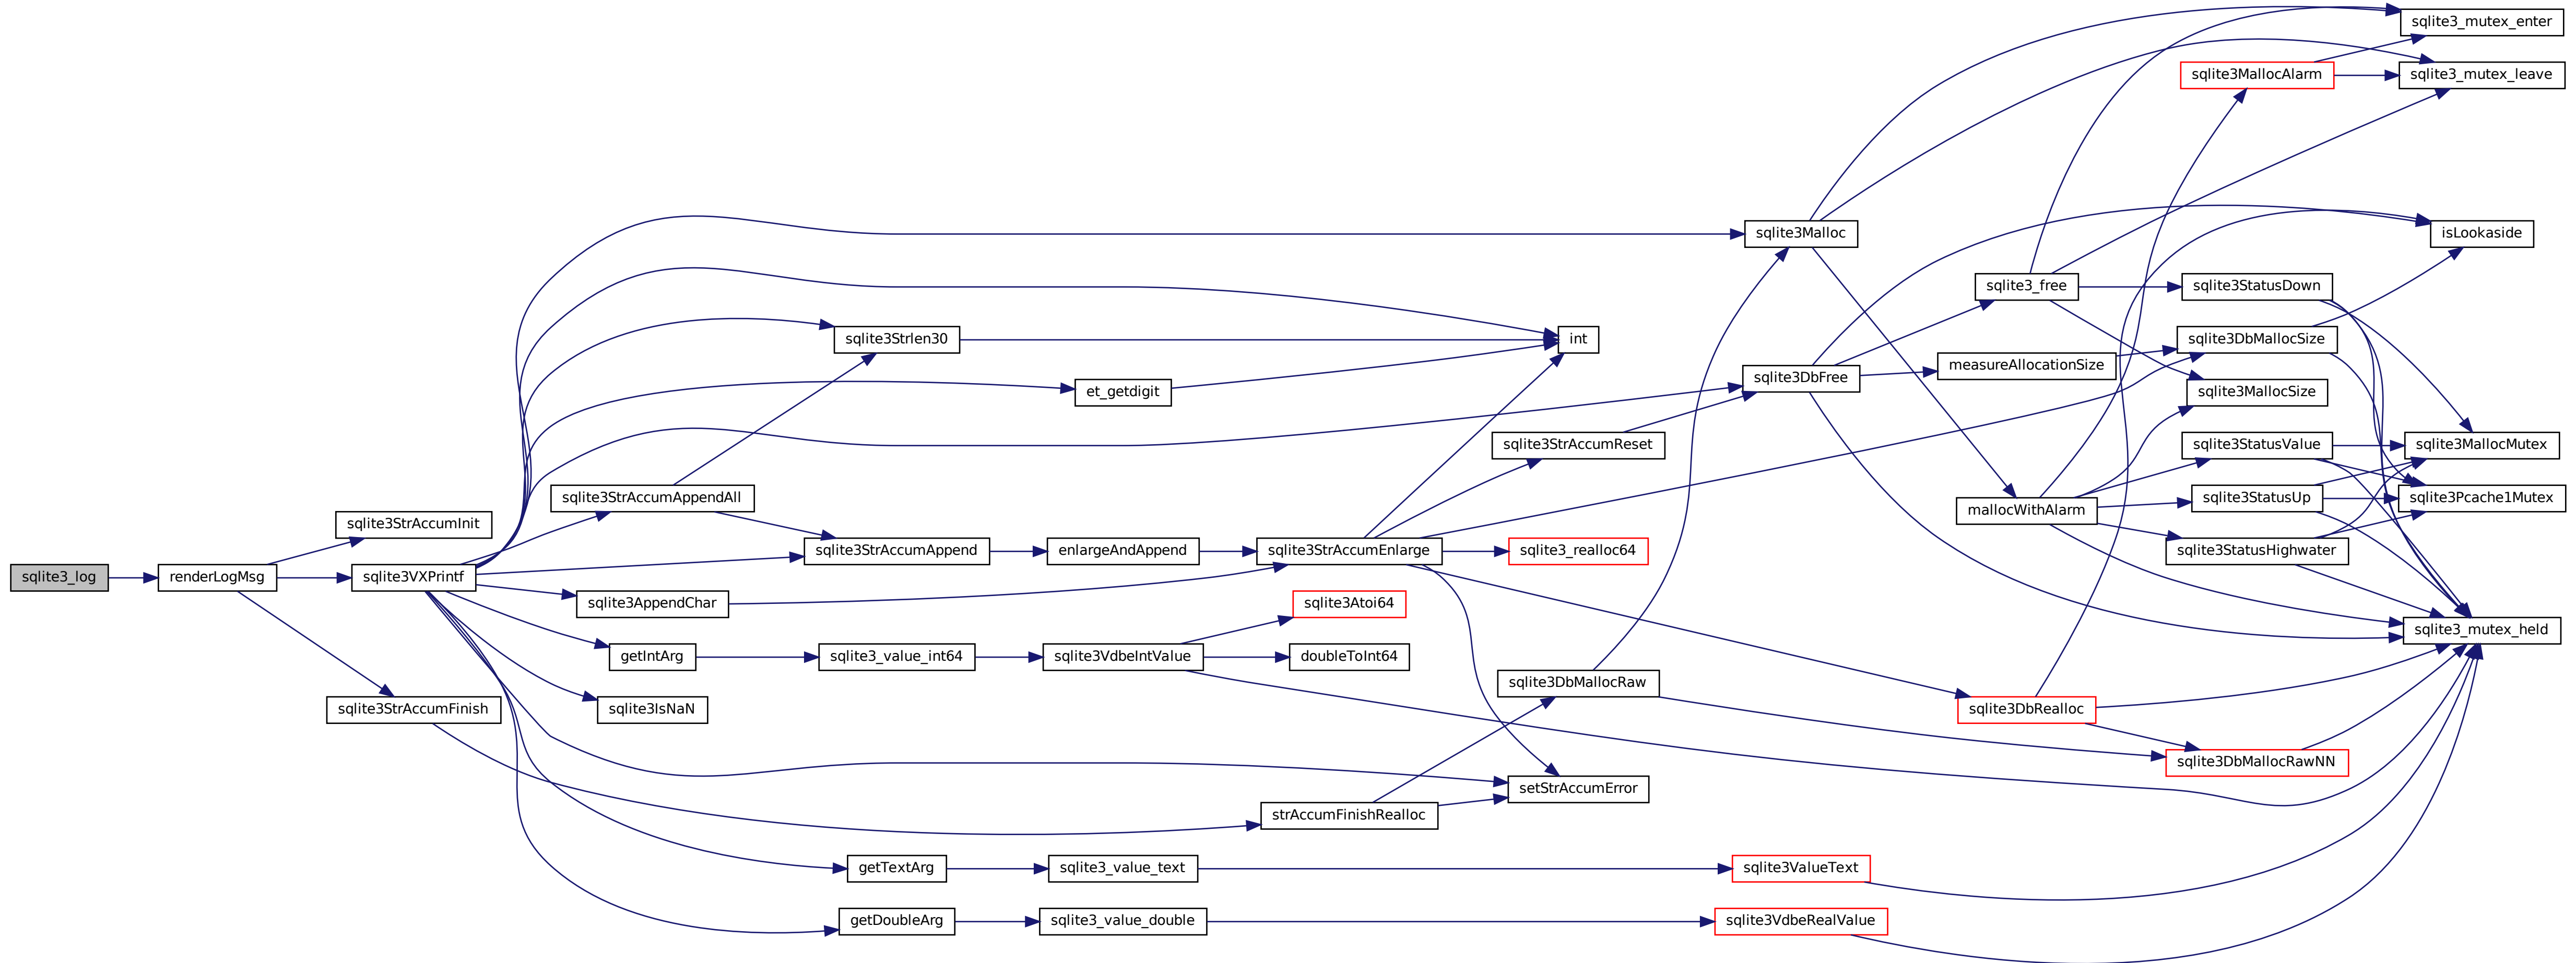 sqlite3_log
renderLogMsg
sqlite3StrAccumInit
sqlite3VXPrintf
sqlite3StrAccumFinish
sqlite3StrAccumAppendAll
sqlite3AppendChar
getIntArg
sqlite3IsNaN
sqlite3Strlen30
sqlite3StrAccumAppend
sqlite3_value_int64
getTextArg
getDoubleArg
et_getdigit
enlargeAndAppend
sqlite3VdbeIntValue
sqlite3_value_text
sqlite3_value_double
sqlite3StrAccumEnlarge
sqlite3Atoi64
doubleToInt64
strAccumFinishRealloc
int
sqlite3StrAccumReset
sqlite3_realloc64
sqlite3DbMallocRaw
setStrAccumError
sqlite3Malloc
sqlite3DbFree
sqlite3ValueText
sqlite3VdbeRealValue
sqlite3_free
measureAllocationSize
mallocWithAlarm
sqlite3DbRealloc
sqlite3MallocAlarm
sqlite3StatusDown
sqlite3DbMallocSize
sqlite3MallocSize
sqlite3StatusValue
sqlite3StatusUp
sqlite3StatusHighwater
sqlite3DbMallocRawNN
sqlite3_mutex_enter
sqlite3_mutex_leave
isLookaside
sqlite3MallocMutex
sqlite3Pcache1Mutex
sqlite3_mutex_held